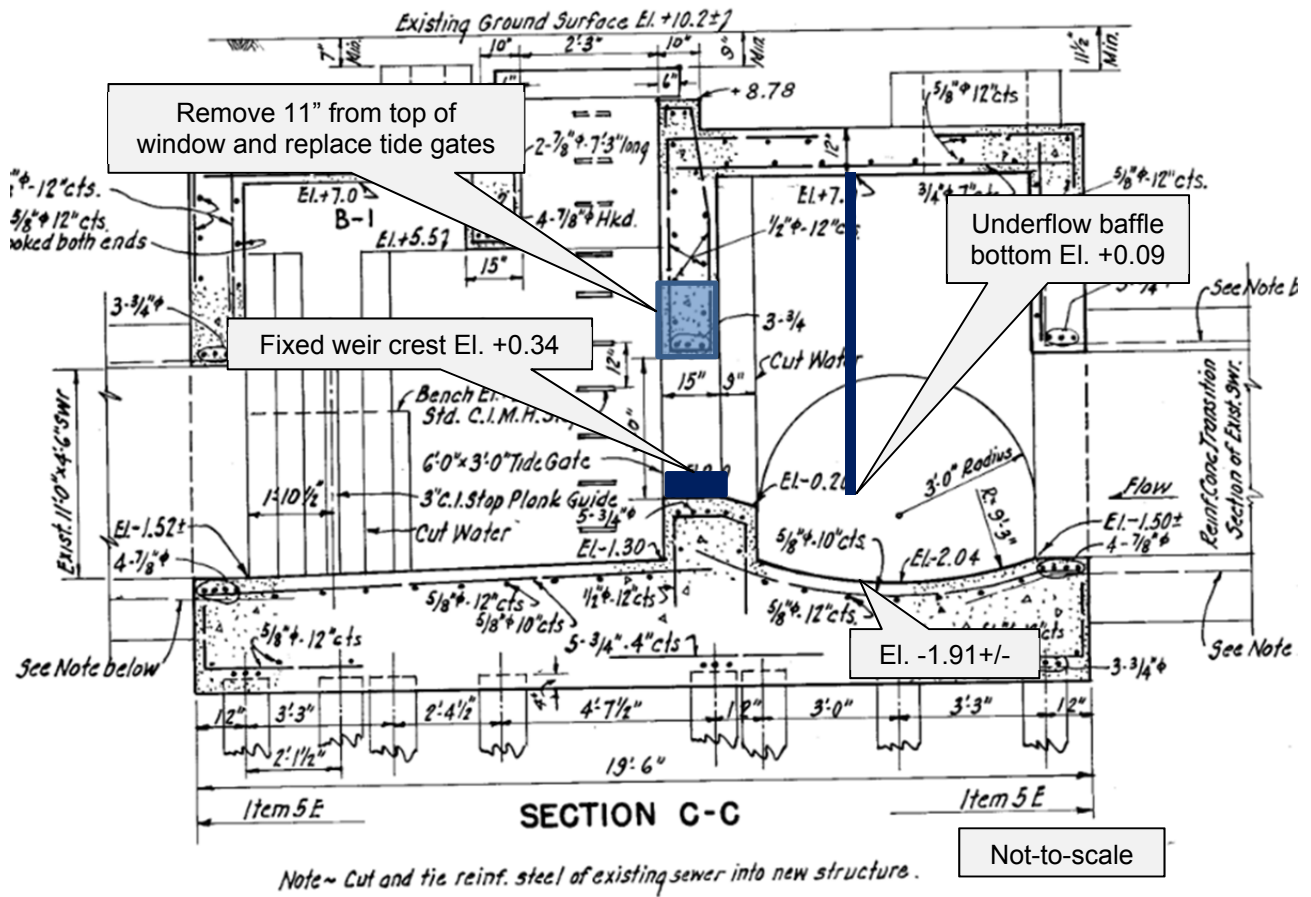 Existing Ground Surface El. +10.2±
7"
Min.
10"
2'-3"
10"
9"
Min.
11½"
Min.
6"
+8.78
5/8"φ 12"cts
Remove 11” from top of
window and replace tide gates
2-7/8"φ-7'-3"long
12"
"φ-12"cts.
5/8"φ 12"cts
ooked both ends
El.+7.0
B-1
El.+5.57
4-7/8"φ Hkd.
15"
½"φ-12"cts.
El.+7.
3/4"φ 7"cts
5/8"φ-12"cts.
Underflow baffle
bottom El. +0.09
3-3/4"φ
See Note b
Fixed weir crest El. +0.34
3-3/4
Cut Water
12"
15"
9"
Bench El.
Std. C.I.M.H.
6'-0"x3'-0"Tide Gate
Exist. 11'-0"x4'-6"swr
1'-10½"
3"C.I. Stop Plank Guide
Cut Water
El.-0.20
3'-0" Radius
R=9'-3"
Flow
Reinf. Conc. Transition
Section of Exist. Swr.
5-3/4"φ
El.-1.52±
4-7/8"φ
El.-1.30
5/8"φ-10"cts.
El.-2.04
El.-1.50±
4-7/8"φ
5/8"φ-12"cts
5/8"φ10"cts
½"φ-12"cts
5/8"φ-12"cts.
5/8"φ-12"cts
5-3/4"-4"cts
El. -1.91+/-
See Note below
See Note
3-3/4"φ
4"
12"
3'-3"
2'-4½"
4'-7½"
3'-0"
3'-3"
12"
2'-1½"
19'-6"
Item 5E
SECTION C-C
Item 5E
Not-to-scale
Note~ Cut and tie reinf. steel of existing sewer into new structure.